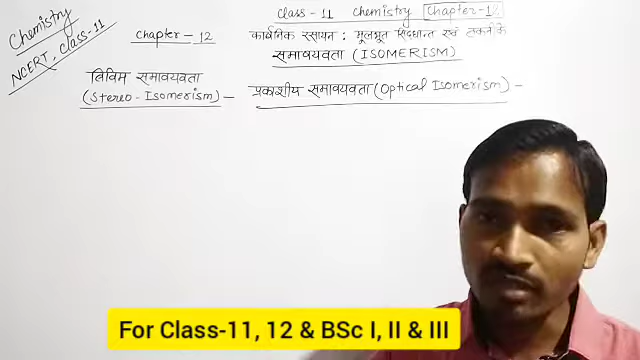 Class - 11 Chemistry Chapter-12
Chemistry
NCERT, Class-11
Chapter - 12
कार्बनिक रसायन : मूलभूत सिद्धान्त एवं तकनीकें
समावयवता (ISOMERISM)
त्रिविम समावयवता
(Stereo-Isomerism) -
प्रकाशीय समावयवता (Optical Isomerism) -
For Class-11, 12 & BSc I, II & III